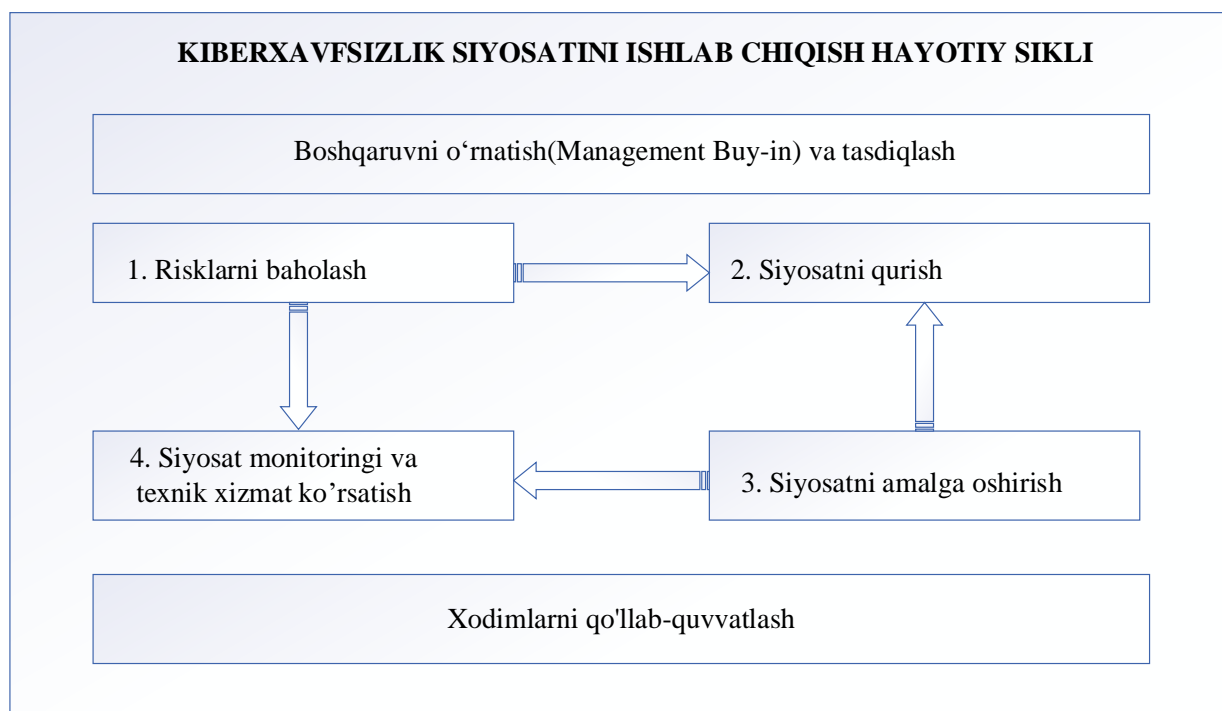 KIBERXAVFSIZLIK SIYOSATINI ISHLAB CHIQISH HAYOTIY SIKLI
Boshqaruvni o‘rnatish(Management Buy-in) va tasdiqlash
1. Risklarni baholash
2. Siyosatni qurish
4. Siyosat monitoringi va
texnik xizmat ko’rsatish
3. Siyosatni amalga oshirish
Xodimlarni qo'llab-quvvatlash